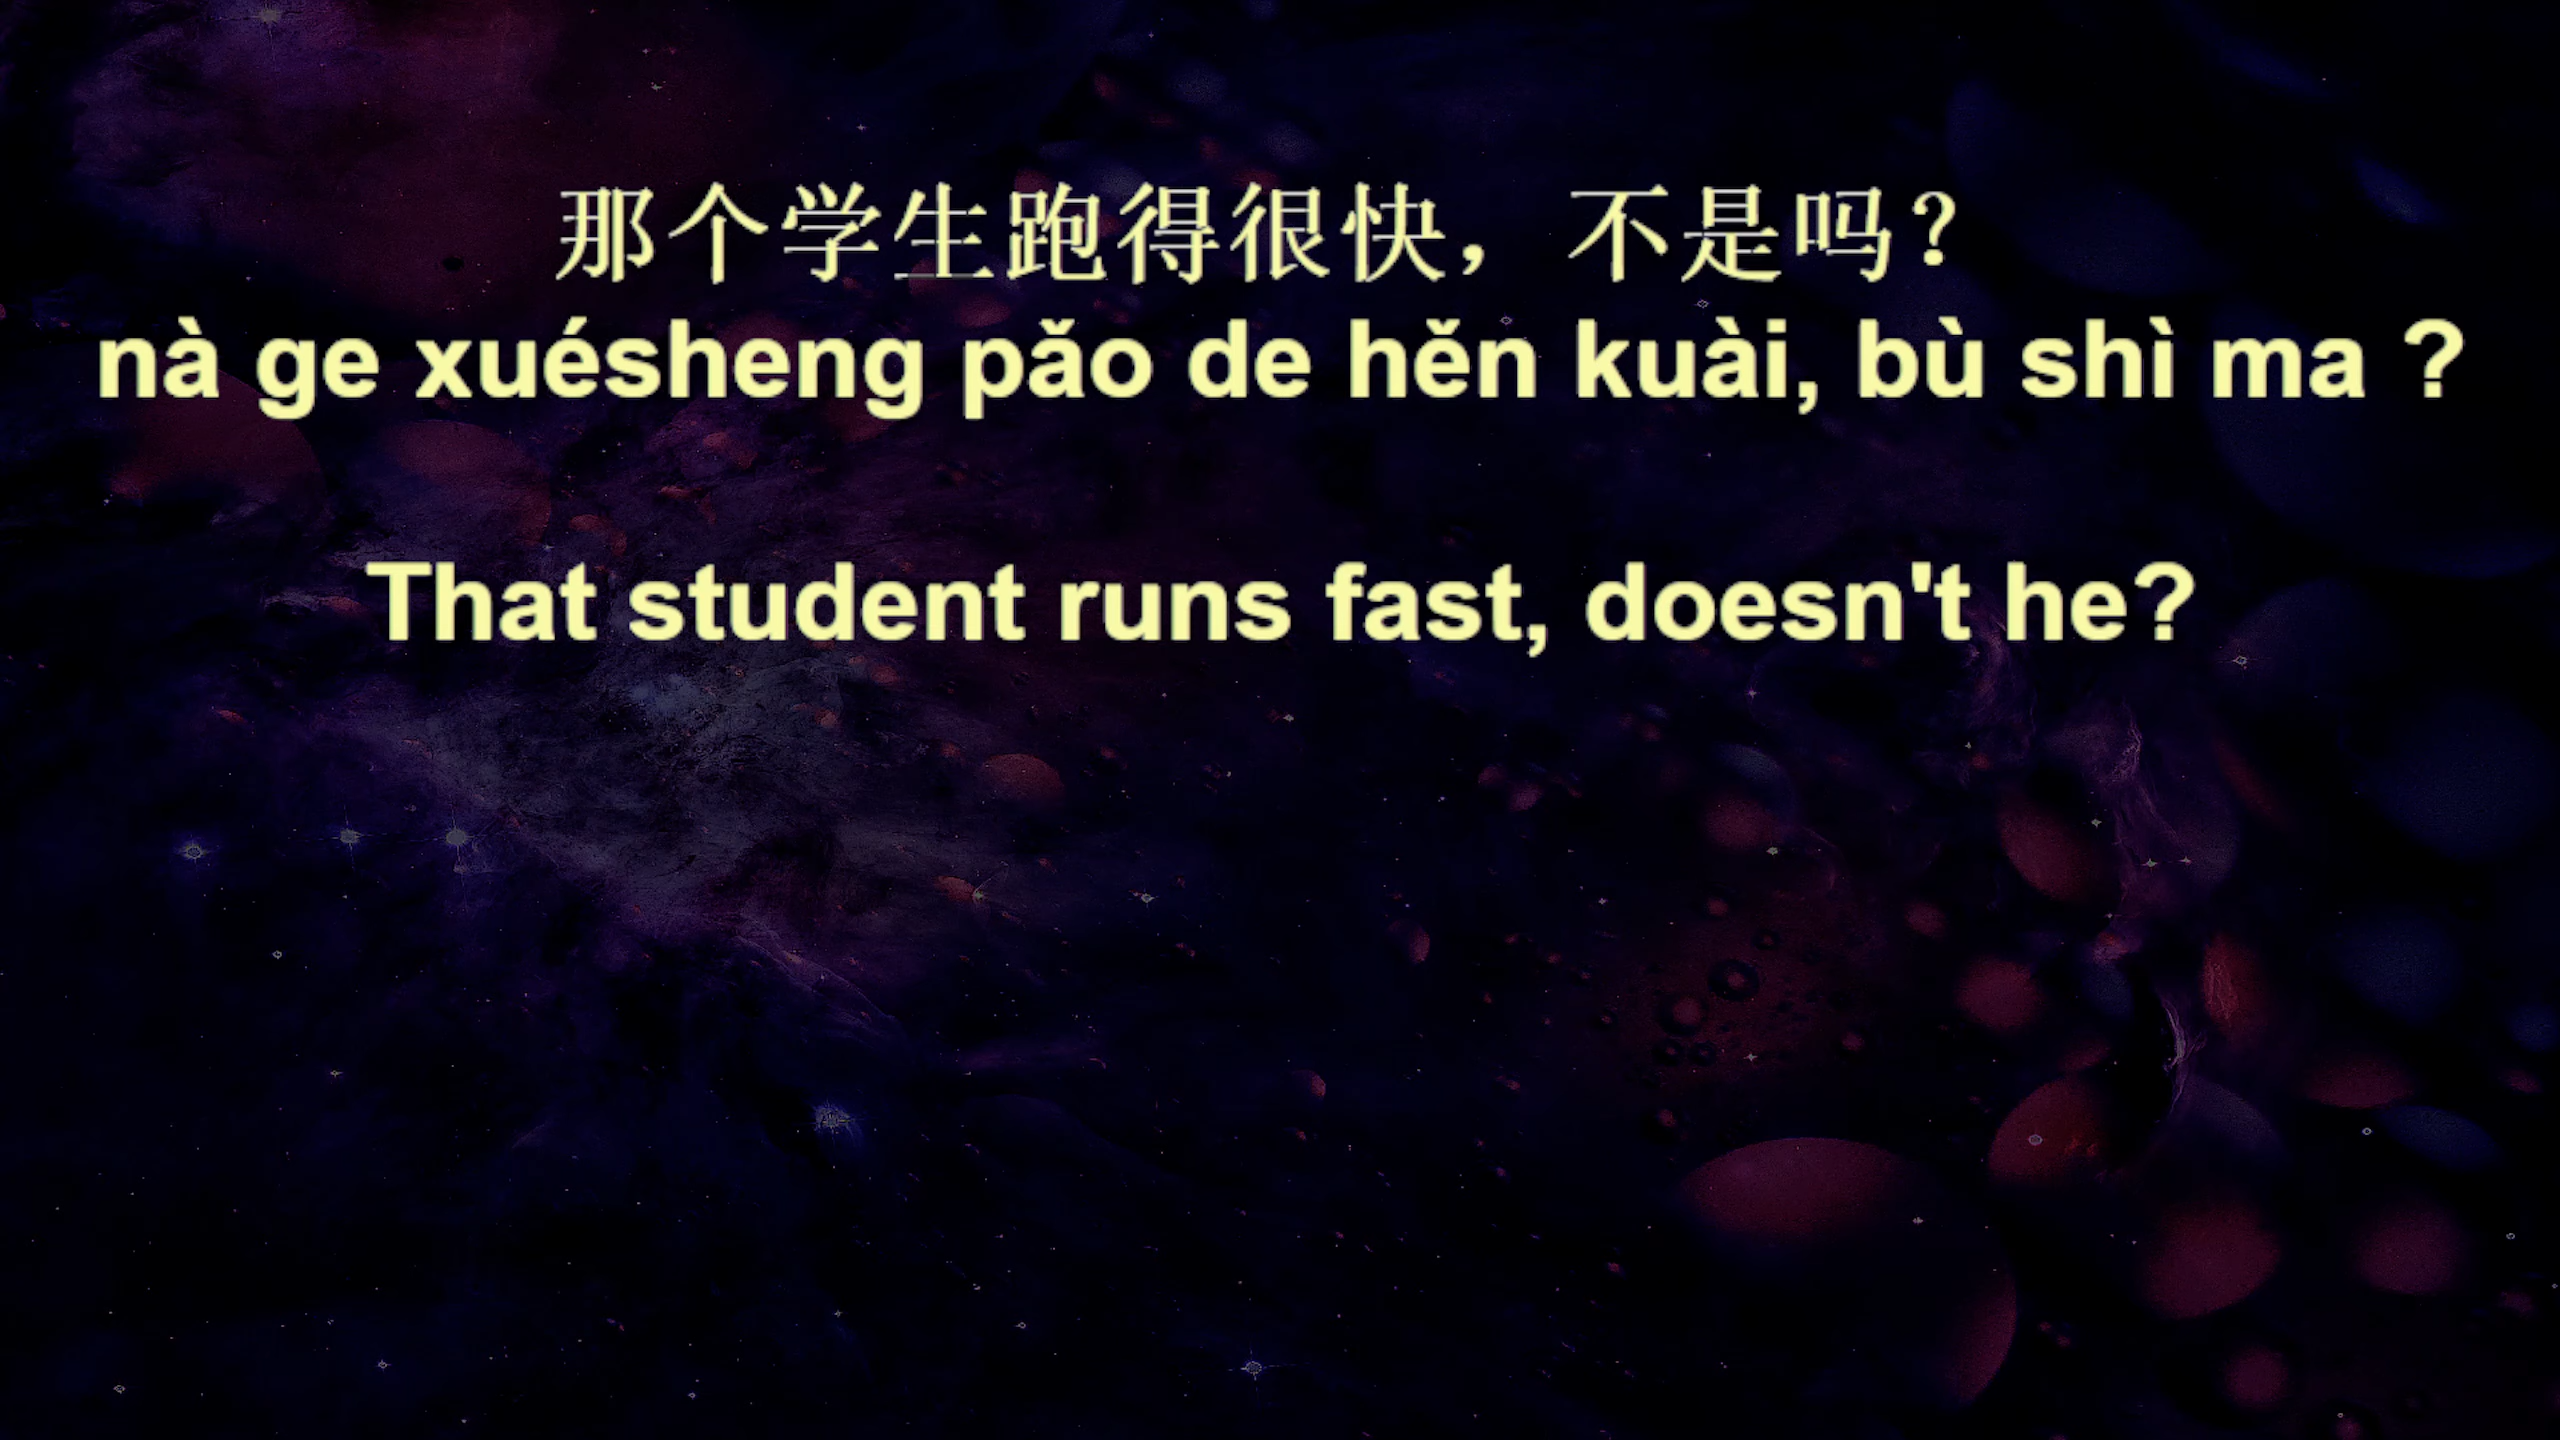 那个学生跑得很快，不是吗？
nà ge xuésheng pǎo de hěn kuài, bù shì ma ?
That student runs fast, doesn't he?